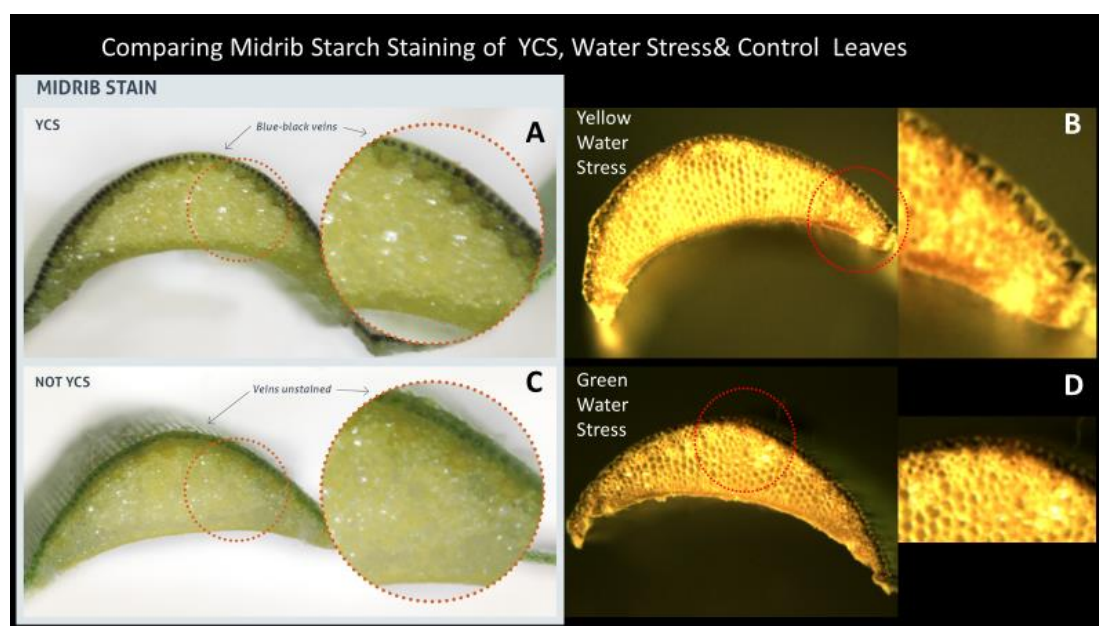 Comparing Midrib Starch Staining of YCS, Water Stress& Control Leaves
MIDRIB STAIN
YCS
Blue-black veins
A
Yellow
Water
Stress
B
NOT YCS
Veins unstained
C
Green
Water
Stress
D